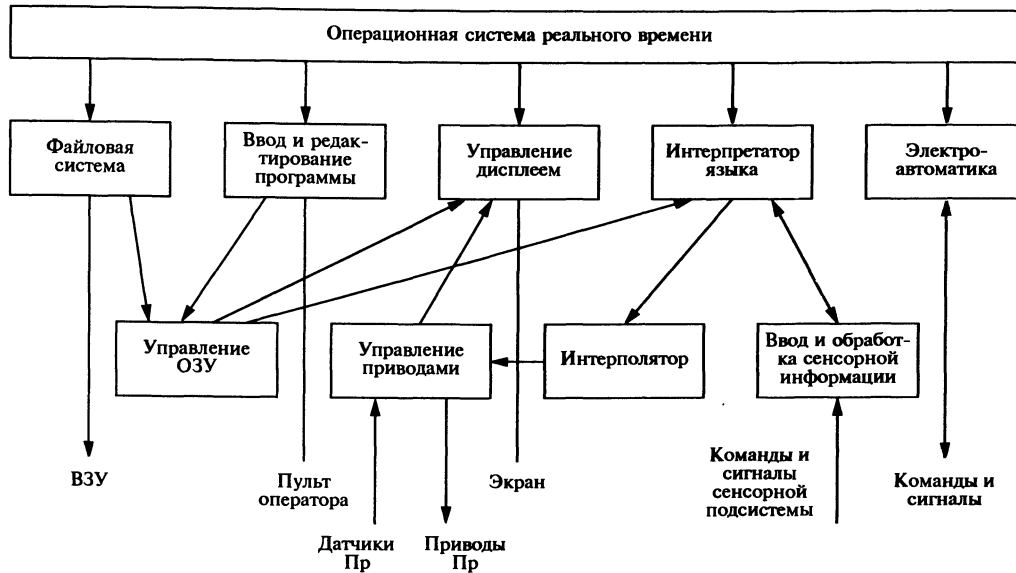 Операционная система реального времени
Файловая
система
Ввод и редак-
тирование
программы
Управление
дисплеем
Интерпретатор
языка
Электро-
автоматика
Управление
ОЗУ
Управление
приводами
Интерполятор
Ввод и обработ-
ка сенсорной
информации
ВЗУ
Пульт
оператора
Экран
Команды и
сигналы
сенсорной
подсистемы
Команды и
сигналы
Датчики
Пр
Приводы
Пр